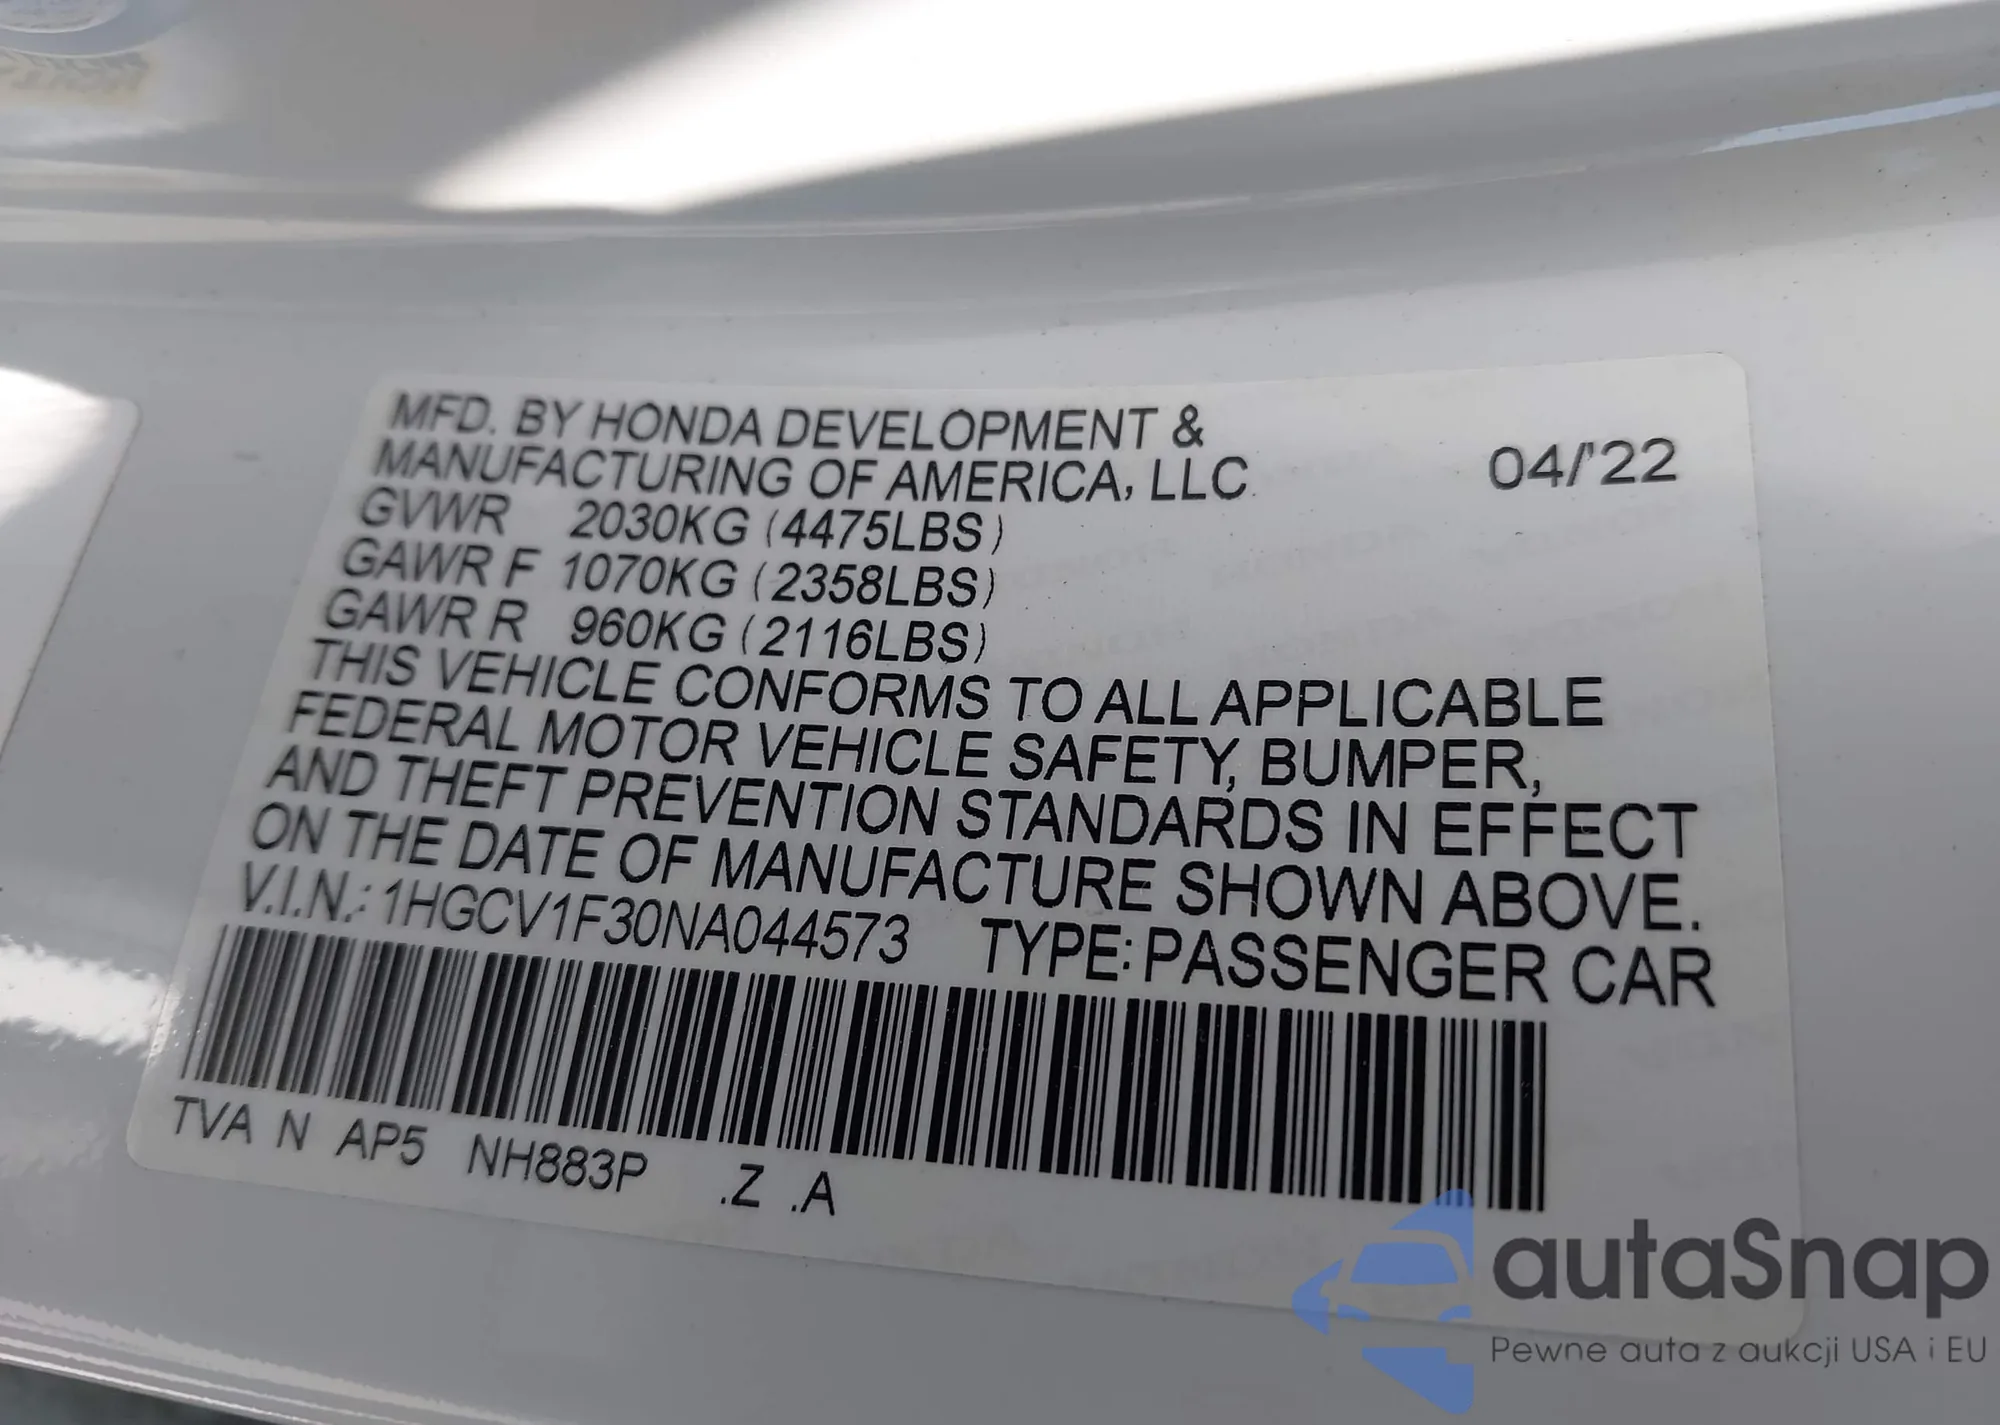 MFD. BY HONDA DEVELOPMENT &
MANUFACTURING OF AMERICA, LLC
04/'22
GVWR 2030KG (4475LBS)
GAWR F 1070KG (2358LBS)
GAWR R 960KG (2116LBS)
THIS VEHICLE CONFORMS TO ALL APPLICABLE
FEDERAL MOTOR VEHICLE SAFETY, BUMPER,
AND THEFT PREVENTION STANDARDS IN EFFECT
ON THE DATE OF MANUFACTURE SHOWN ABOVE.
V.I.N.: 1HGCV1F30NA044573 TYPE: PASSENGER CAR
TVA N AP5 NH883P .Z .A
autaSnap
Pewne auta z aukcji USA i EU